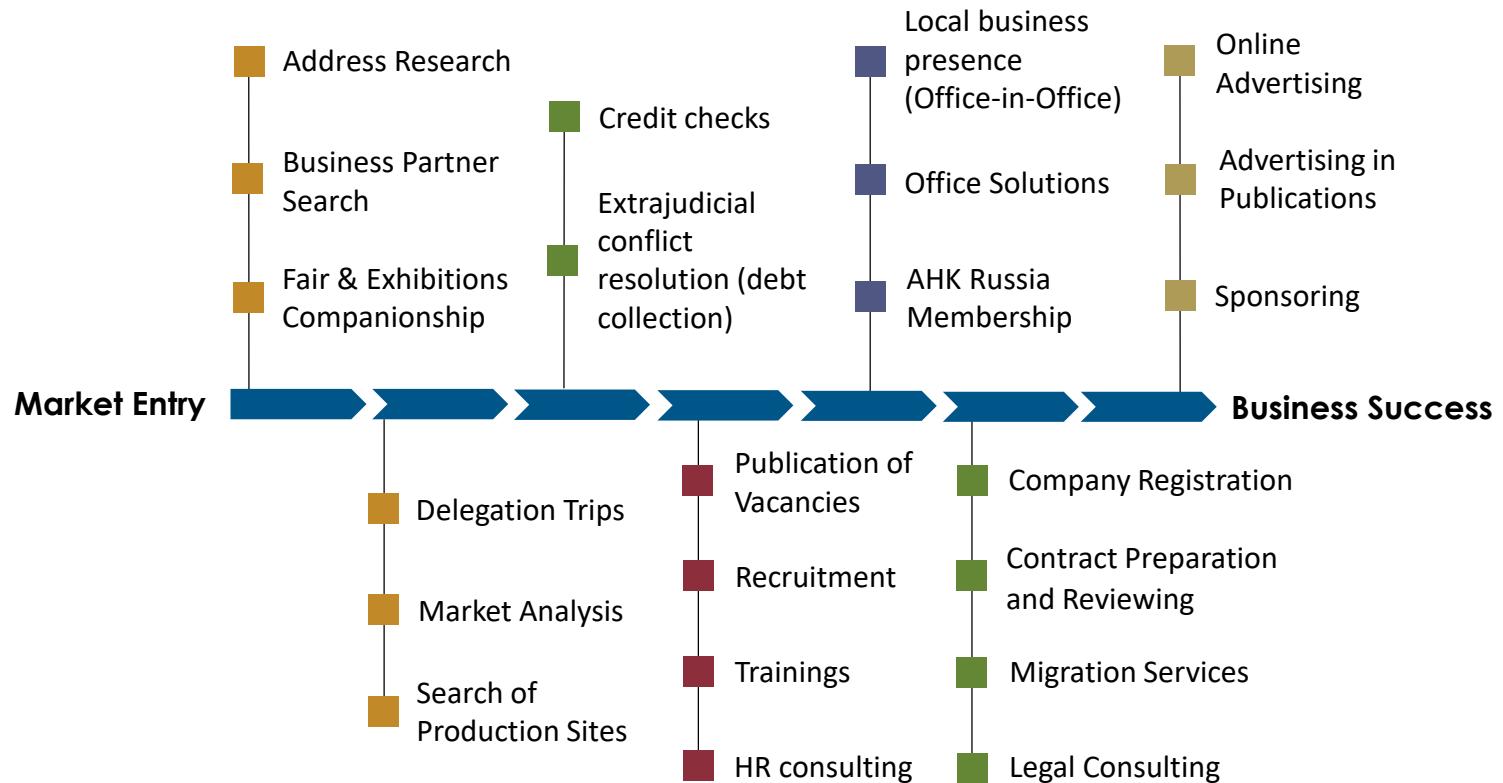 Address Research
Business Partner
Search
Fair & Exhibitions
Companionship
Credit checks
Extrajudicial
conflict
resolution (debt
collection)
Local business
presence
(Office-in-Office)
Office Solutions
AHK Russia
Membership
Online
Advertising
Advertising in
Publications
Sponsoring
Market Entry
Business Success
Delegation Trips
Market Analysis
Search of
Production Sites
Publication of
Vacancies
Recruitment
Trainings
HR consulting
Company Registration
Contract Preparation
and Reviewing
Migration Services
Legal Consulting